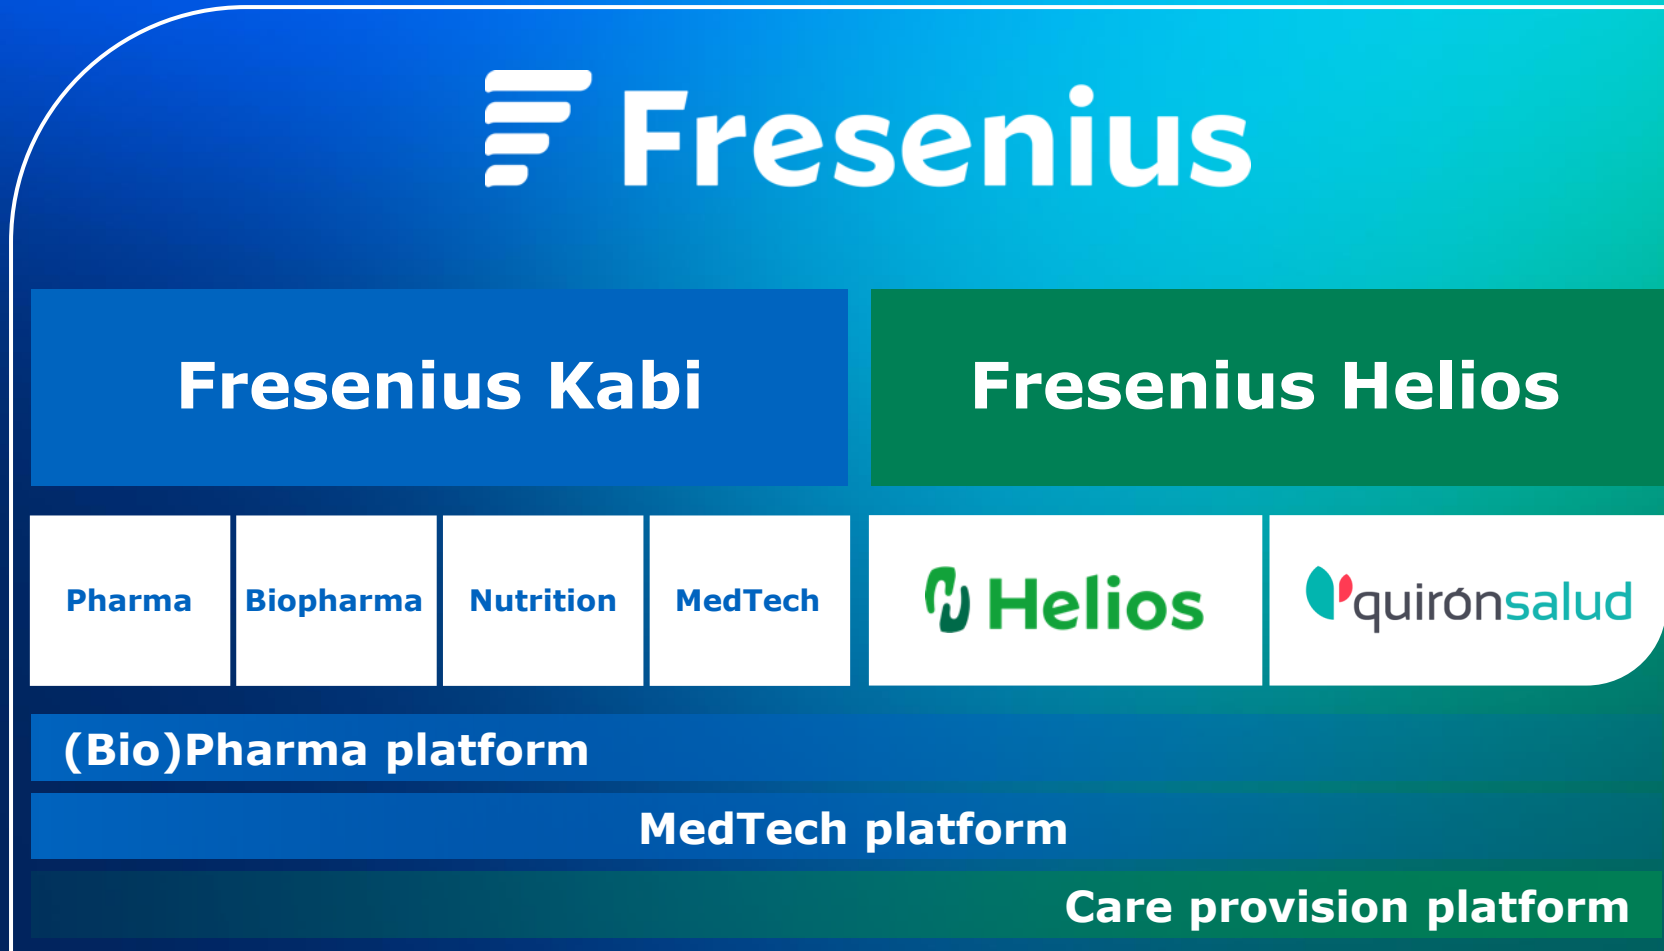 Fresenius
Fresenius Kabi
Fresenius Helios
Pharma
Biopharma
Nutrition
MedTech
Helios
quirónsalud
(Bio)Pharma platform
MedTech platform
Care provision platform